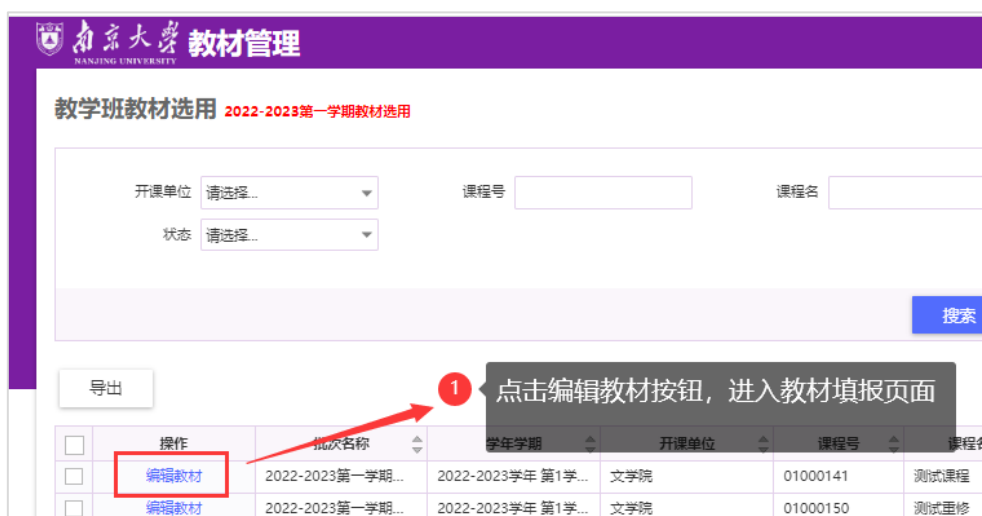 南京大学 教材管理
NANJING UNIVERSITY
教学班教材选用 2022-2023第一学期教材选用
开课单位 请选择... 课程号 课程名
状态 请选择...
搜索
导出
1 点击编辑教材按钮，进入教材填报页面
操作 批次名称 学年学期 开课单位 课程号 课程名
编辑教材 2022-2023第一学期... 2022-2023学年 第1学... 文学院 01000141 测试课程
编辑教材 2022-2023第一学期... 2022-2023学年 第1学... 文学院 01000150 测试重修